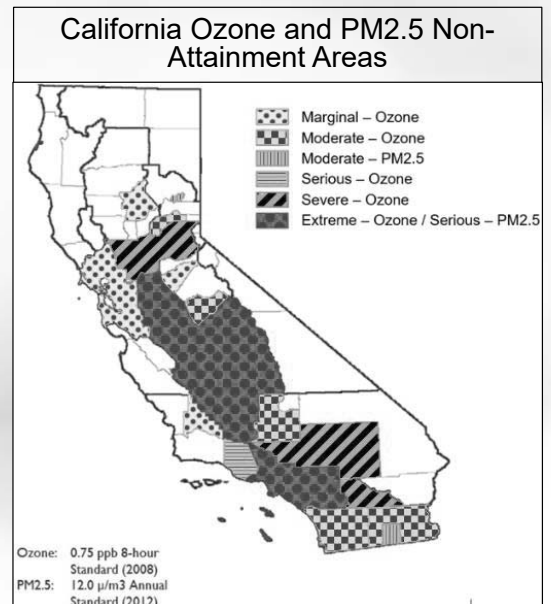 California Ozone and PM2.5 Non-
Attainment Areas
Marginal – Ozone
Moderate – Ozone
Moderate – PM2.5
Serious – Ozone
Severe – Ozone
Extreme – Ozone / Serious – PM2.5
Ozone: 0.75 ppb 8-hour
Standard (2008)
PM2.5: 12.0 µ/m3 Annual
Standard (2012)